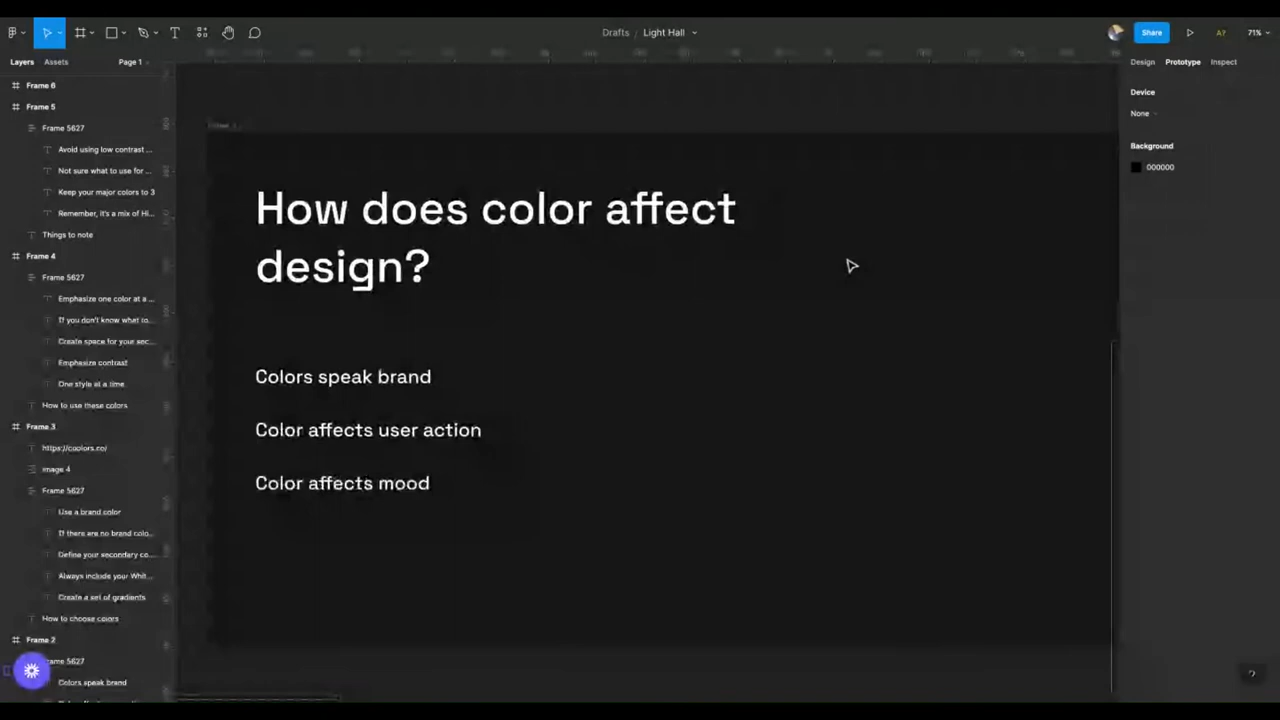 Drafts / Light Hall
Share
A?
71%
Layers
Assets
Page 1
Design
Prototype
Inspect
Frame 6
Frame 5
Frame 5627
Avoid using low contrast ...
Not sure what to use for ...
Keep your major colors to 3
Remember, it's a mix of Hi...
Things to note
Frame 4
Frame 5627
Emphasize one color at a ...
If you don't know what to...
Create space for your sec...
Emphasize contrast
One style at a time
How to use these colors
Frame 3
https://coolors.co/
image 4
Frame 5627
Use a brand color
If there are no brand colo...
Define your secondary co...
Always include your Whit...
Create a set of gradients
How to choose colors
Frame 2
ame 5627
Colors speak brand
How does color affect
design?
Colors speak brand
Color affects user action
Color affects mood
Device
None
Background
000000
?